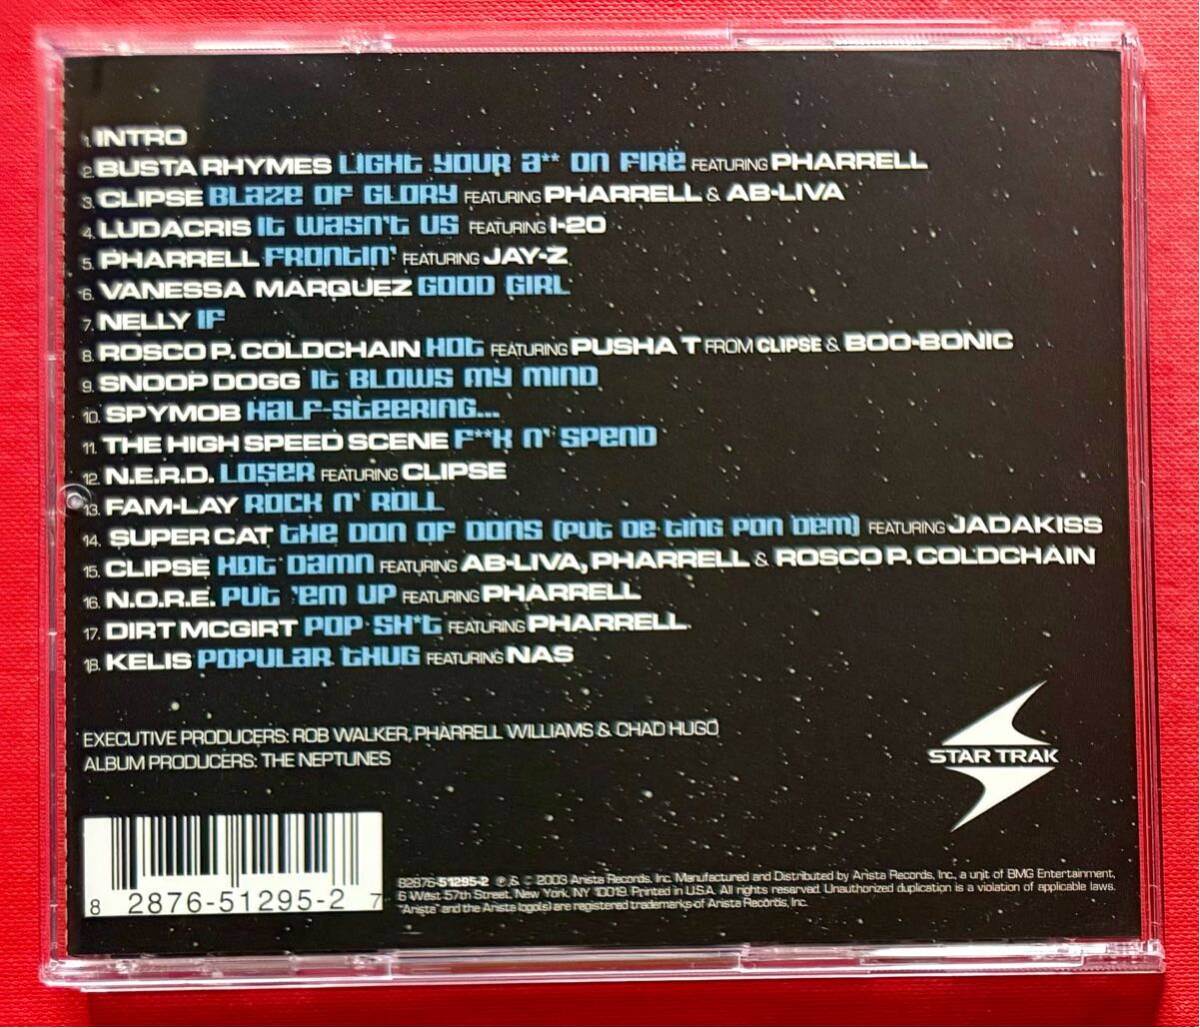 1. INTRO
2. BUSTA RHYMES LIGHT YOUR A** ON FIRE FEATURING PHARRELL
3. CLIPSE BLAZE OF GLORY FEATURING PHARRELL & AB-LIVA
4. LUDACRIS IT WASN'T US FEATURING I-20
5. PHARRELL FRONTIN' FEATURING JAY-Z
6. VANESSA MARQUEZ GOOD GIRL
7. NELLY IF
8. ROSCO P. COLDCHAIN HOT FEATURING PUSHA T FROM CLIPSE & BOO-BONIC
9. SNOOP DOGG IT BLOWS MY MIND
10. SPYMOB HALF-STEERING...
11. THE HIGH SPEED SCENE F**K N' SPEND
12. N.E.R.D. LOSER FEATURING CLIPSE
13. FAM-LAY ROCK N' ROLL
14. SUPER CAT THE DON OF DONS (PUT DE TING PON DEM) FEATURING JADAKISS
15. CLIPSE HOT DAMN FEATURING AB-LIVA, PHARRELL & ROSCO P. COLDCHAIN
16. N.O.R.E. PUT 'EM UP FEATURING PHARRELL
17. DIRT MCGIRT POP SH*T FEATURING PHARRELL
18. KELIS POPULAR THUG FEATURING NAS
EXECUTIVE PRODUCERS: ROB WALKER, PHARRELL WILLIAMS & CHAD HUGO
ALBUM PRODUCERS: THE NEPTUNES
STAR TRAK
82876-51295-2 ℗ & © 2003 Arista Records, Inc. Manufactured and Distributed by Arista Records, Inc., a unit of BMG Entertainment,
6 West 57th Street, New York, NY 10019. Printed in U.S.A. All rights reserved. Unauthorized duplication is a violation of applicable laws.
"Arista" and the Arista logo(s) are registered trademarks of Arista Records, Inc.
8 2876-51295-2 7